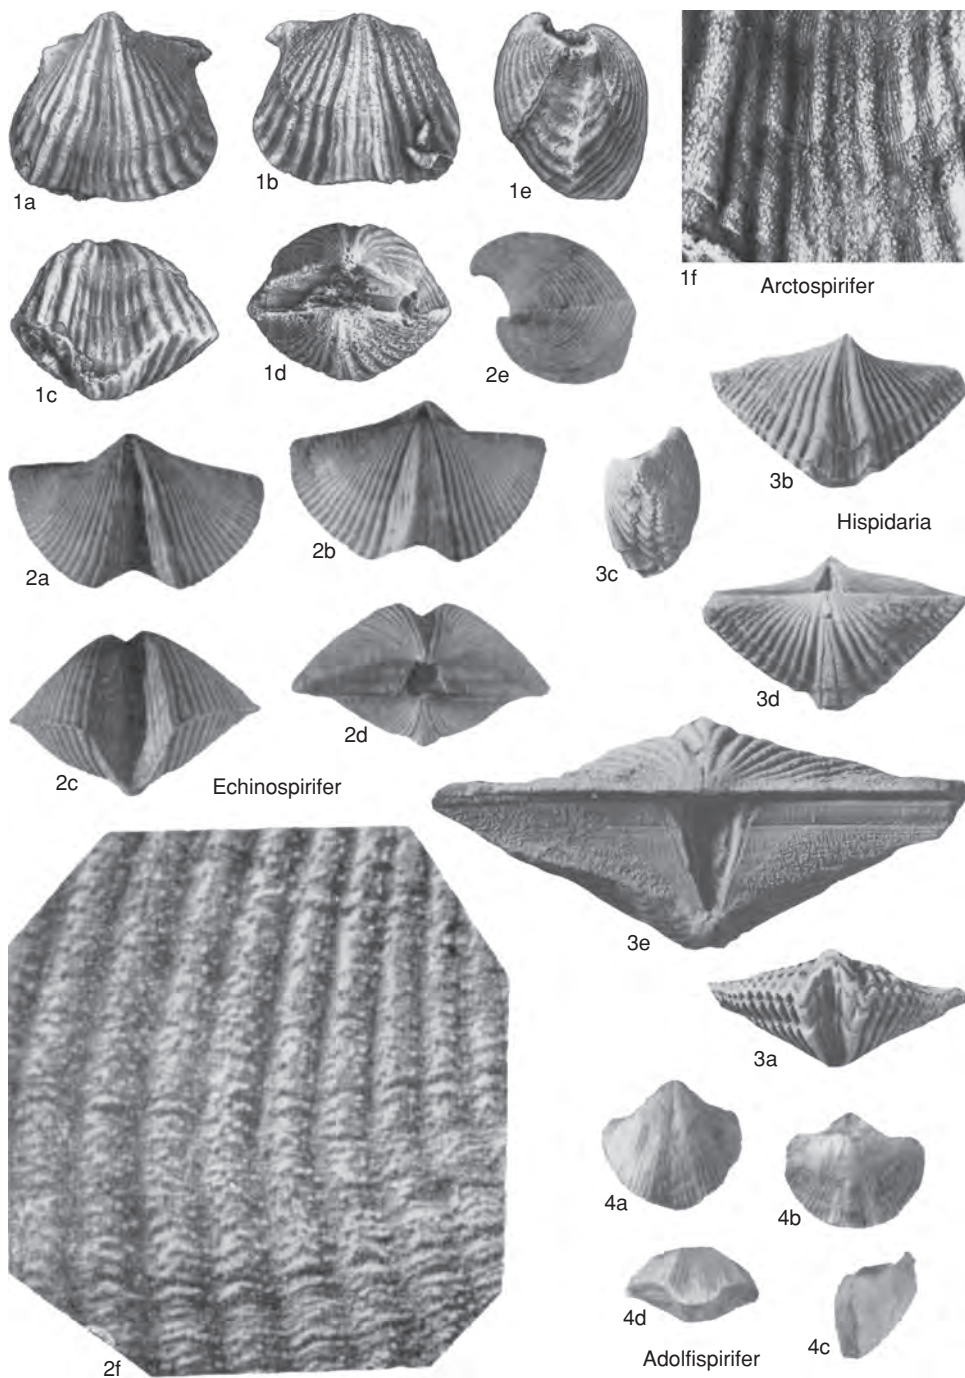 1a
1b
1e
1f
Arctospirifer
1c
1d
2e
3b
Hispidaria
2a
2b
3c
3d
2c
2d
Echinospirifer
3e
3a
4a
4b
4d
4c
2f
Adolfispirifer